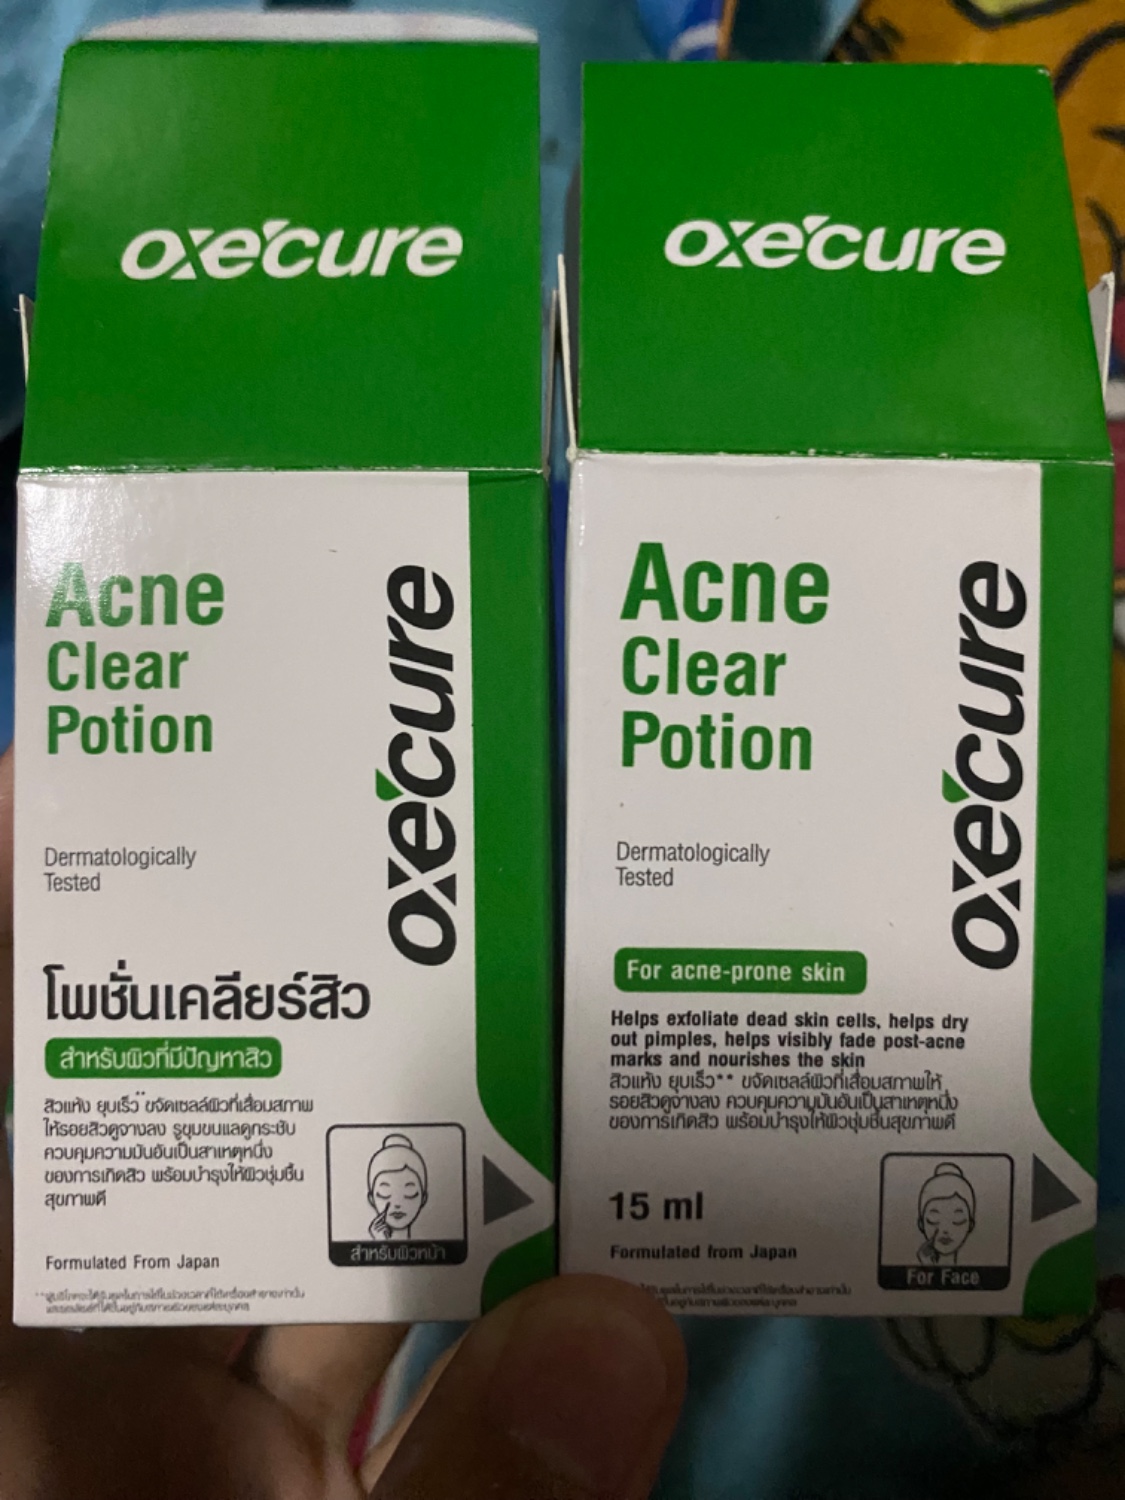 oxecure
Acne
Clear
Potion
oxecure
Dermatologically
Tested
โพชั่นเคลียร์สิว
สำหรับผิวที่มีปัญหาสิว
สิวแห้ง ยุบเร็ว** ขจัดเซลล์ผิวที่เสื่อมสภาพ
ให้รอยสิวดูจางลง รูขุมขนแลดูกระชับ
ควบคุมความมันอันเป็นสาเหตุหนึ่ง
ของการเกิดสิว พร้อมบำรุงให้ผิวชุ่มชื้น
สุขภาพดี
สำหรับผิวหน้า
Formulated From Japan
oxecure
Acne
Clear
Potion
oxecure
Dermatologically
Tested
For acne-prone skin
Helps exfoliate dead skin cells, helps dry
out pimples, helps visibly fade post-acne
marks and nourishes the skin
สิวแห้ง ยุบเร็ว** ขจัดเซลล์ผิวที่เสื่อมสภาพให้
รอยสิวดูจางลง ควบคุมความมันอันเป็นสาเหตุหนึ่ง
ของการเกิดสิว พร้อมบำรุงให้ผิวชุ่มชื้นสุขภาพดี
15 ml
Formulated from Japan
For Face